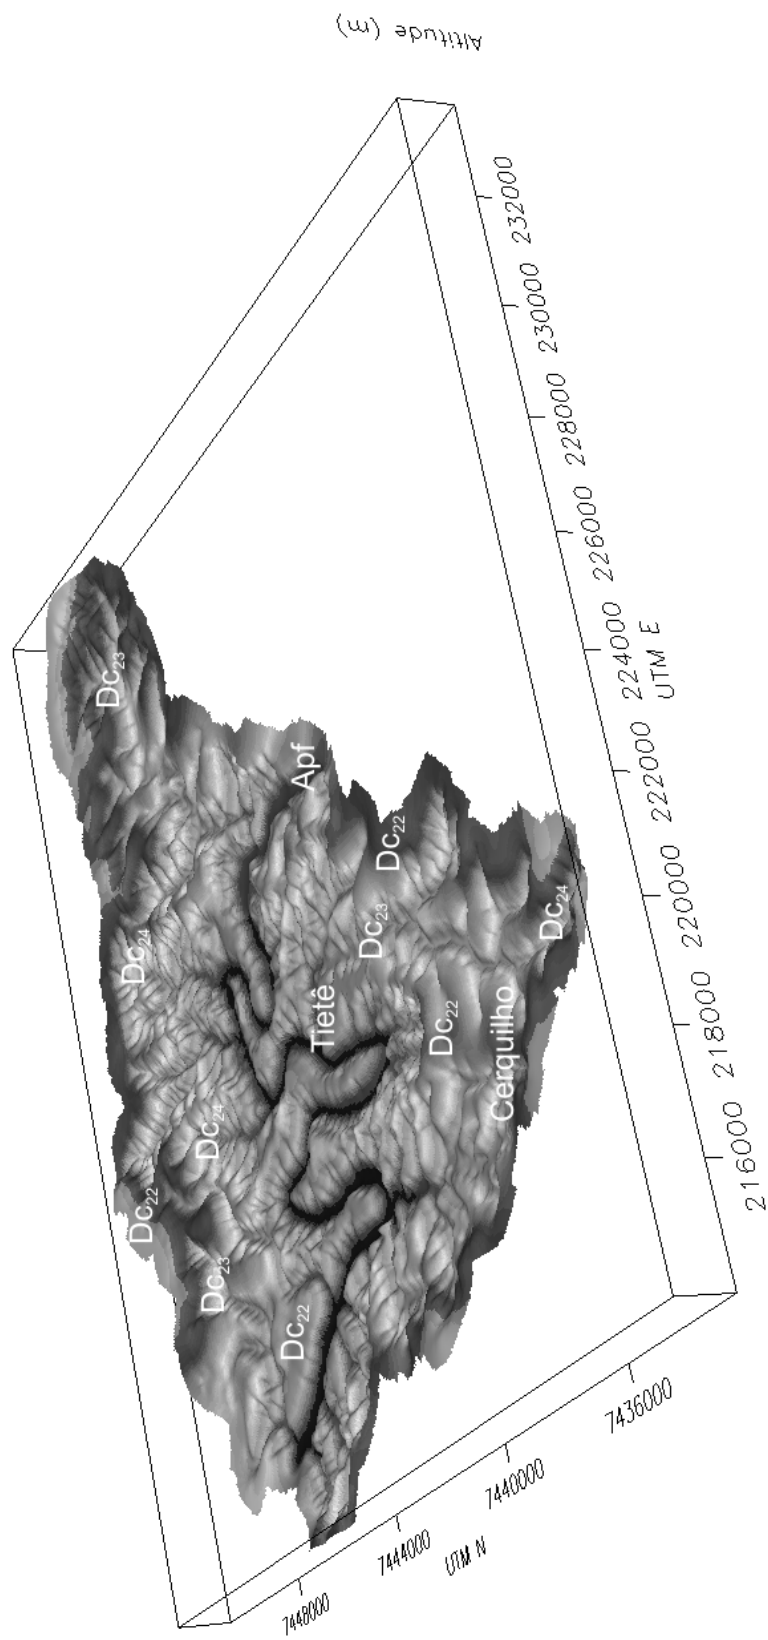 Altitude (m)
232000
230000
228000
226000
224000
222000
220000
218000
216000
UTM E
Dc23
Apf
Dc22
Dc24
Dc23
Dc24
Tietê
Dc22
Cerquilho
Dc24
Dc22
Dc23
Dc22
7436000
7440000
7444000
7448000
UTM N